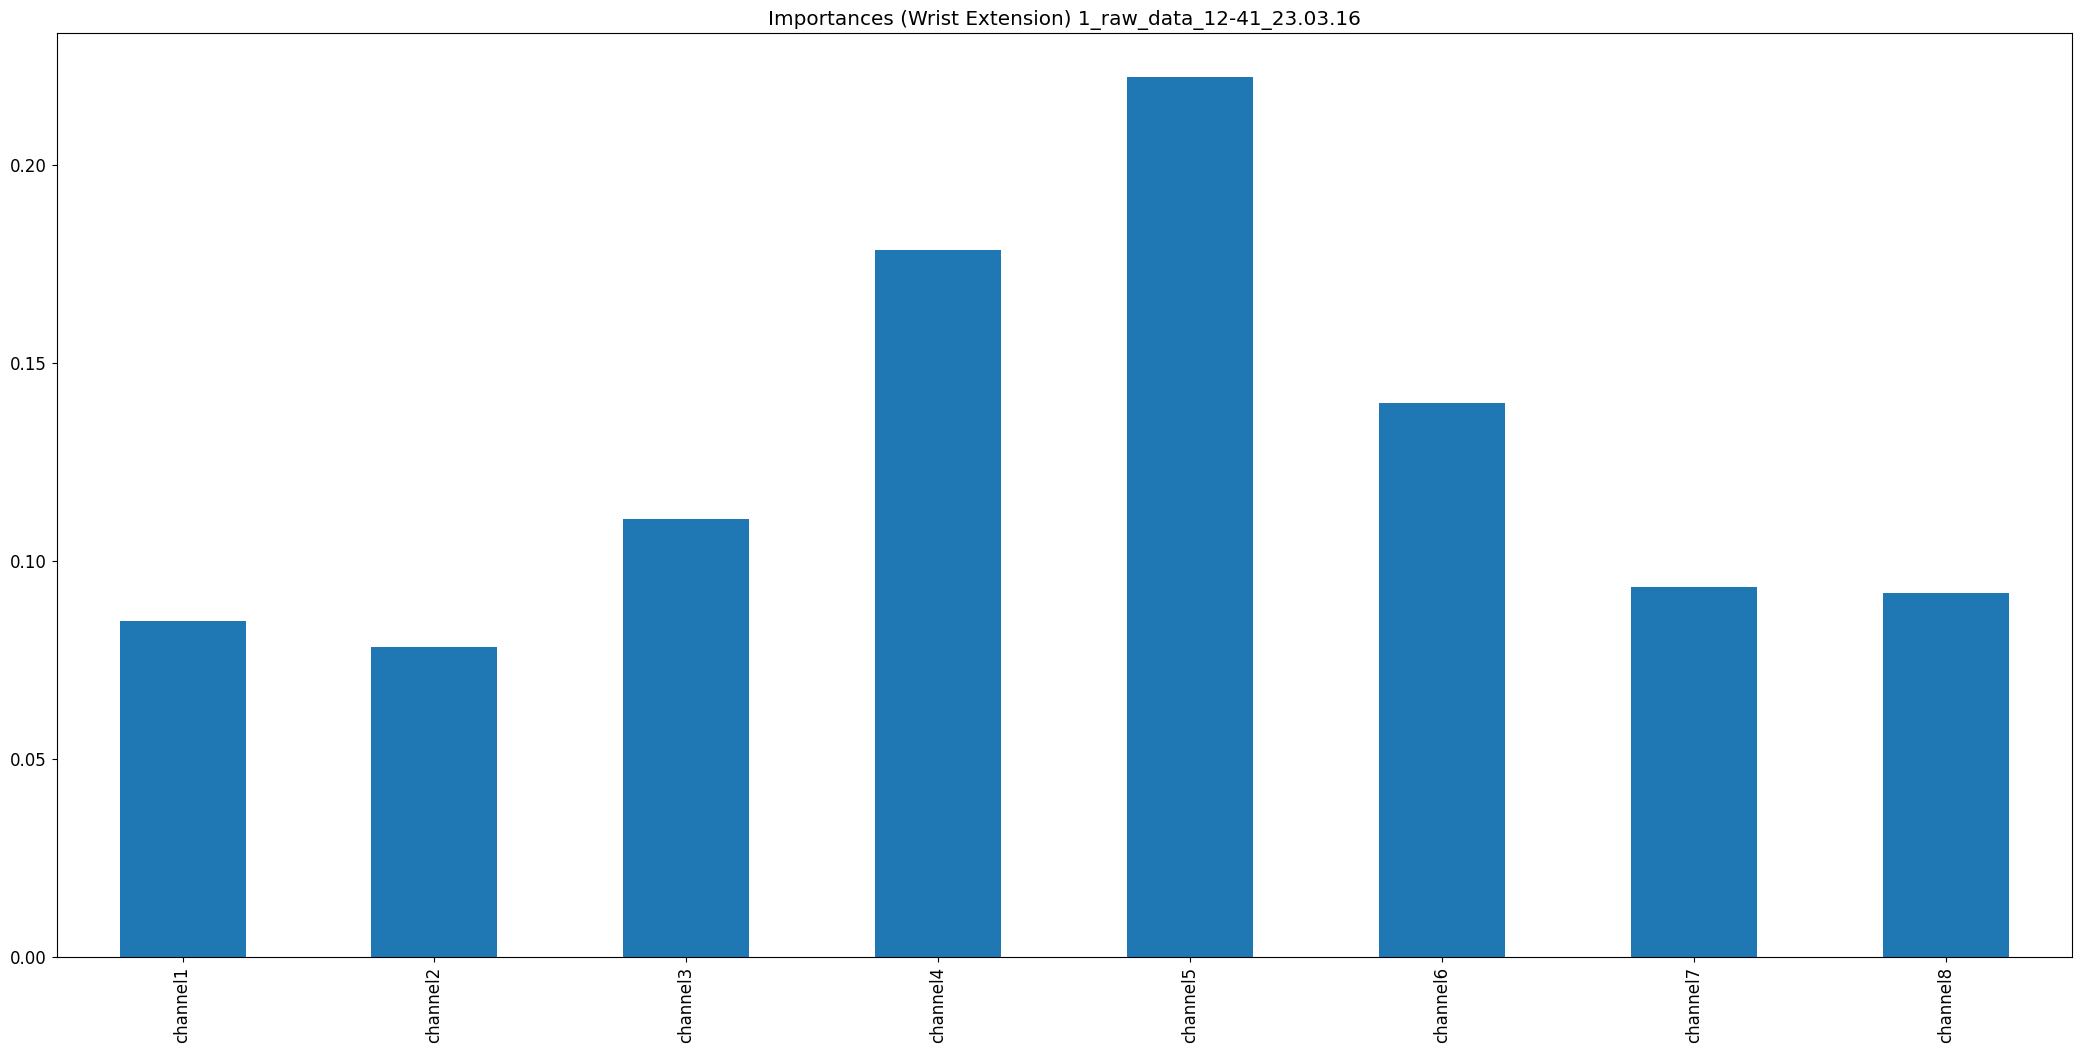 Importances (Wrist Extension) 1_raw_data_12-41_23.03.16
0.20
0.15
0.10
0.05
0.00
channel1
channel2
channel3
channel4
channel5
channel6
channel7
channel8